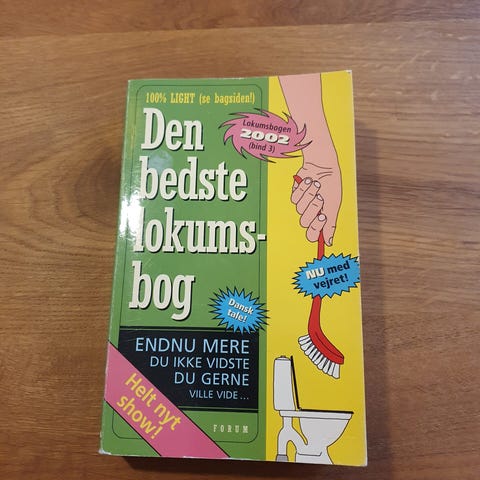 100% LIGHT (se bagsiden!)
Den
bedste
lokums-
bog
Lokumsbogen
2002
(bind 3)
NU med
vejret!
Dansk
tale!
ENDNU MERE
DU IKKE VIDSTE
DU GERNE
VILLE VIDE...
Helt nyt
show!
FORUM